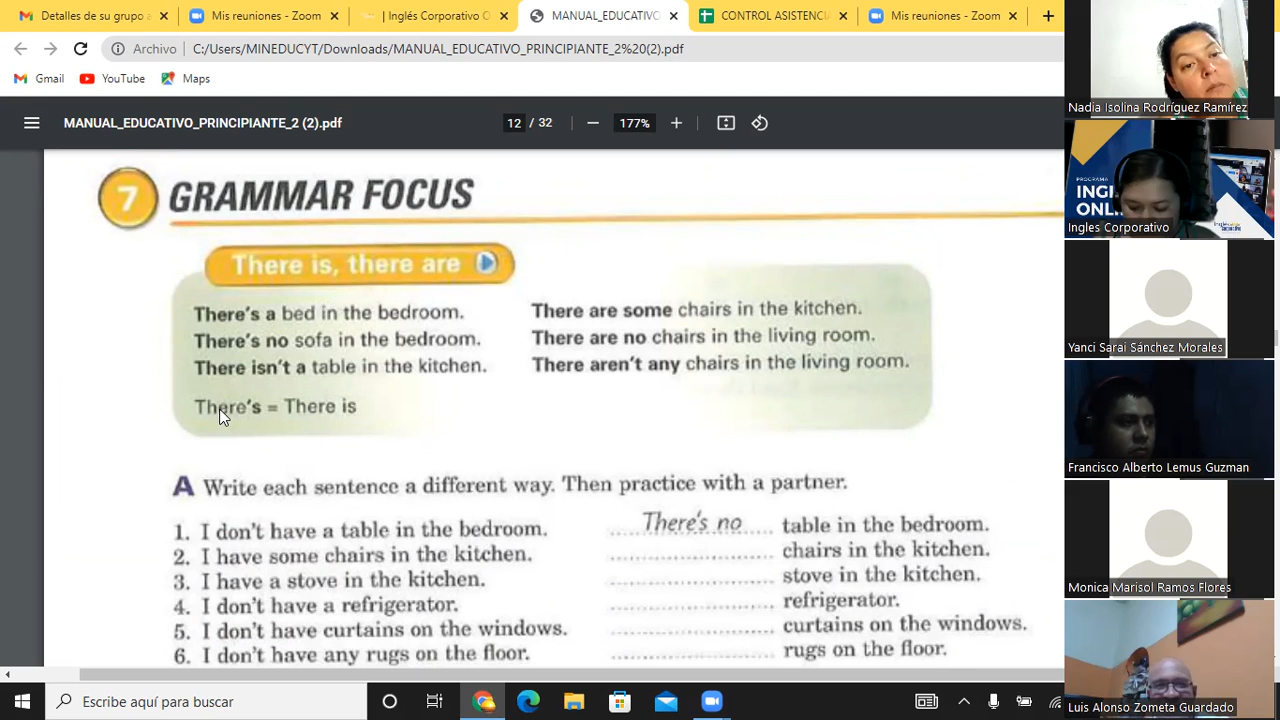 Detalles de su grupo a
Mis reuniones - Zoom
| Inglés Corporativo C
MANUAL_EDUCATIVO
CONTROL ASISTENCIA
Mis reuniones - Zoom
Archivo
C:/Users/MINEDUCYT/Downloads/MANUAL_EDUCATIVO_PRINCIPIANTE_2%20(2).pdf
Gmail
YouTube
Maps
MANUAL_EDUCATIVO_PRINCIPIANTE_2 (2).pdf
12 / 32
177%
7 GRAMMAR FOCUS
There is, there are
There's a bed in the bedroom.
There's no sofa in the bedroom.
There isn't a table in the kitchen.
There's = There is
There are some chairs in the kitchen.
There are no chairs in the living room.
There aren't any chairs in the living room.
A Write each sentence a different way. Then practice with a partner.
1. I don't have a table in the bedroom. There's no table in the bedroom.
2. I have some chairs in the kitchen. chairs in the kitchen.
3. I have a stove in the kitchen. stove in the kitchen.
4. I don't have a refrigerator. refrigerator.
5. I don't have curtains on the windows. curtains on the windows.
6. I don't have any rugs on the floor. rugs on the floor.
Nadia Isolina Rodríguez Ramírez
PROGRAMA
INGL
ONLI
Ingles Corporativo
Yanci Sarai Sánchez Morales
Francisco Alberto Lemus Guzman
Monica Marisol Ramos Flores
Luis Alonso Zometa Guardado
Escribe aquí para buscar